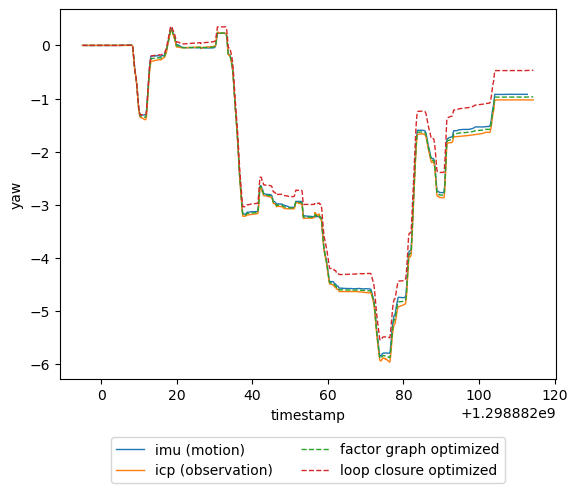 0
−1
−2
−3
−4
−5
−6
yaw
0 20 40 60 80 100 120
timestamp
+1.298882e9
imu (motion) factor graph optimized
icp (observation) loop closure optimized